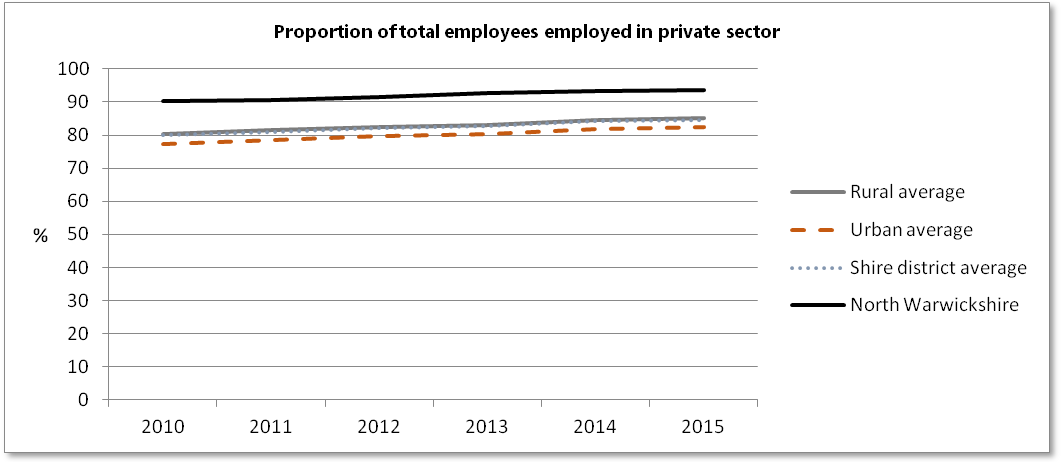 Proportion of total employees employed in private sector
100
90
80
70
60
50
40
30
20
10
0
%
2010 2011 2012 2013 2014 2015
Rural average
Urban average
Shire district average
North Warwickshire